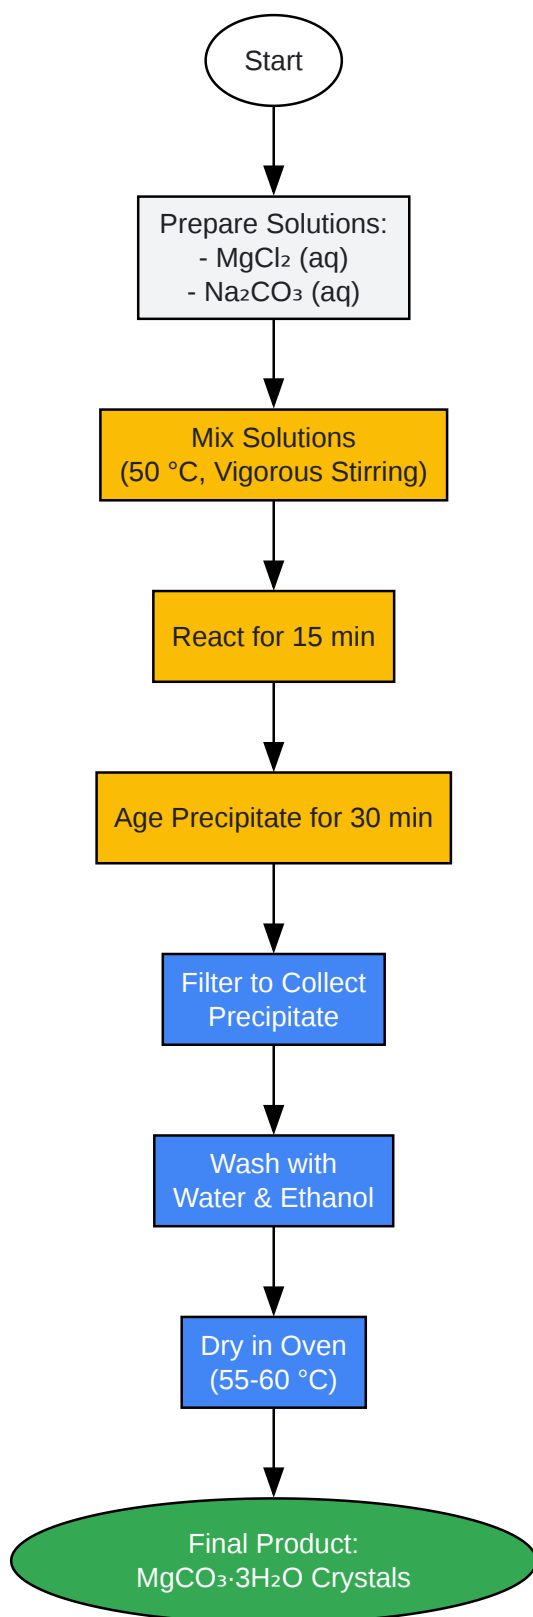 Start
Prepare Solutions:
- MgCl₂ (aq)
- Na₂CO₃ (aq)
Mix Solutions
(50 °C, Vigorous Stirring)
React for 15 min
Age Precipitate for 30 min
Filter to Collect
Precipitate
Wash with
Water & Ethanol
Dry in Oven
(55-60 °C)
Final Product:
MgCO₃·3H₂O Crystals